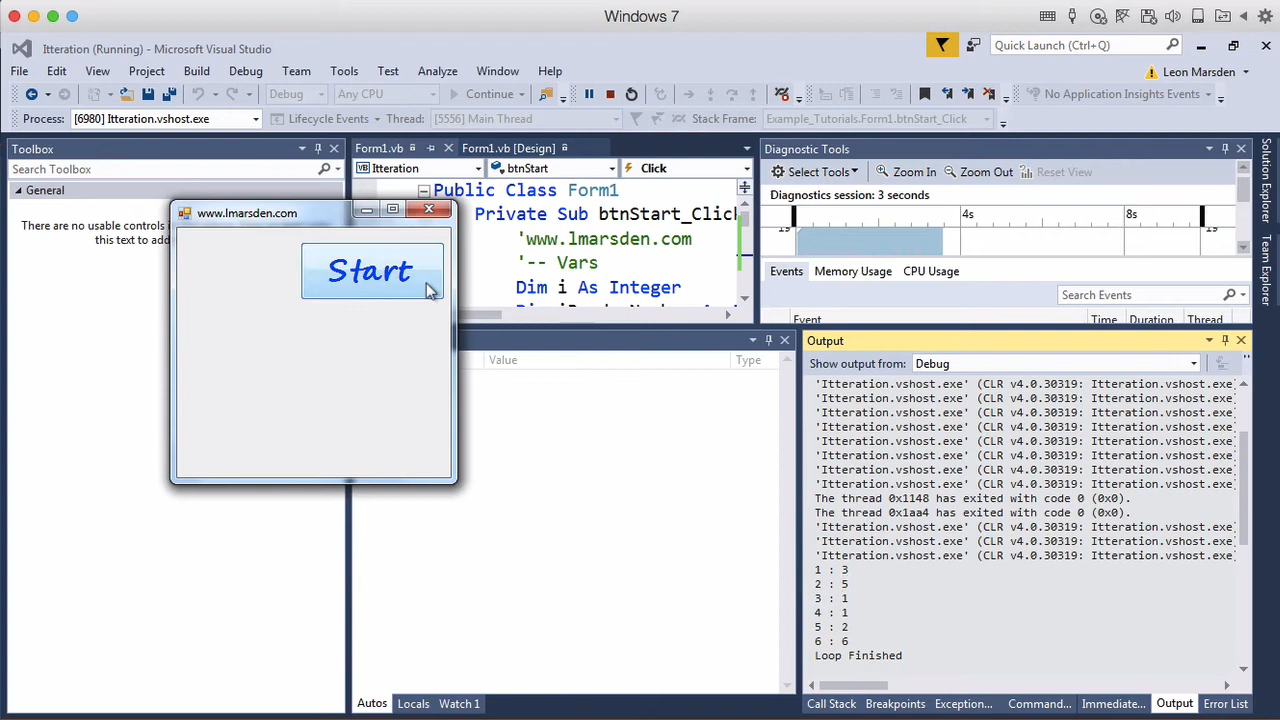 Windows 7
Itteration (Running) - Microsoft Visual Studio
Quick Launch (Ctrl+Q)
File Edit View Project Build Debug Team Tools Test Analyze Window Help
Leon Marsden
Debug Any CPU Continue No Application Insights Events
Process: [6980] Itteration.vshost.exe Lifecycle Events Thread: [5556] Main Thread Stack Frame: Example_Tutorials.Form1.btnStart_Click
Toolbox
Search Toolbox
General
There are no usable controls
this text to add
www.lmarsden.com
Start
Form1.vb Form1.vb [Design]
Itteration btnStart Click
Public Class Form1
Private Sub btnStart_Click
'www.lmarsden.com
'-- Vars
Dim i As Integer
Value Type
Autos Locals Watch 1
Diagnostic Tools
Select Tools Zoom In Zoom Out Reset View
Diagnostics session: 3 seconds
4s 8s
Events Memory Usage CPU Usage
Search Events
Event Time Duration Thread
Output
Show output from: Debug
'Itteration.vshost.exe' (CLR v4.0.30319: Itteration.vshost.exe)
'Itteration.vshost.exe' (CLR v4.0.30319: Itteration.vshost.exe)
'Itteration.vshost.exe' (CLR v4.0.30319: Itteration.vshost.exe)
'Itteration.vshost.exe' (CLR v4.0.30319: Itteration.vshost.exe)
'Itteration.vshost.exe' (CLR v4.0.30319: Itteration.vshost.exe)
'Itteration.vshost.exe' (CLR v4.0.30319: Itteration.vshost.exe)
'Itteration.vshost.exe' (CLR v4.0.30319: Itteration.vshost.exe)
'Itteration.vshost.exe' (CLR v4.0.30319: Itteration.vshost.exe)
The thread 0x1148 has exited with code 0 (0x0).
The thread 0x1aa4 has exited with code 0 (0x0).
'Itteration.vshost.exe' (CLR v4.0.30319: Itteration.vshost.exe)
'Itteration.vshost.exe' (CLR v4.0.30319: Itteration.vshost.exe)
'Itteration.vshost.exe' (CLR v4.0.30319: Itteration.vshost.exe)
1 : 3
2 : 5
3 : 1
4 : 1
5 : 2
6 : 6
Loop Finished
Call Stack Breakpoints Exception... Command... Immediate... Output Error List
Solution Explorer
Team Explorer